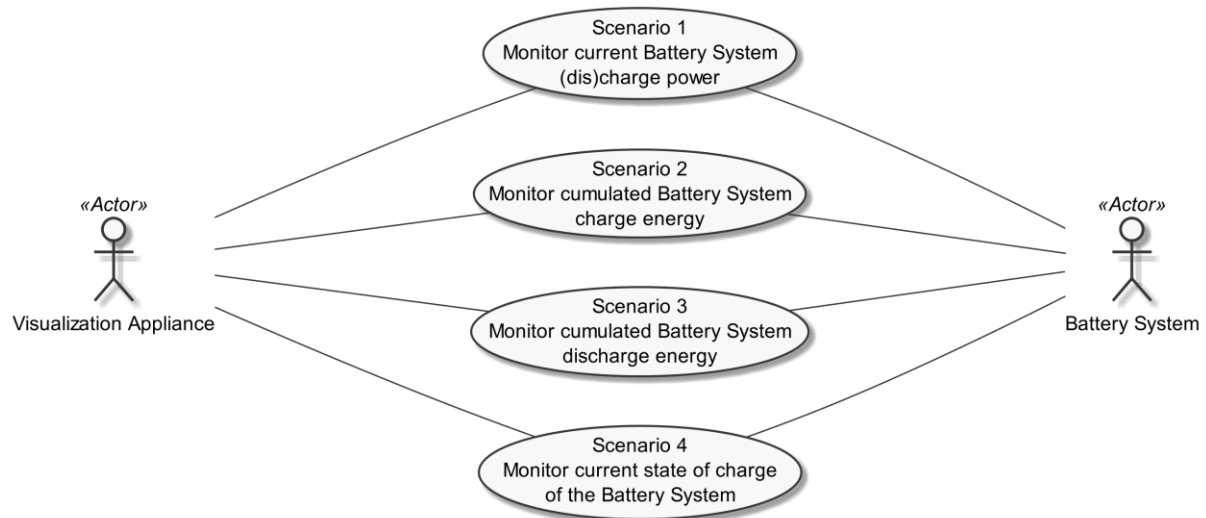 Scenario 1
Monitor current Battery System
(dis)charge power
Scenario 2
Monitor cumulated Battery System
charge energy
«Actor»
Visualization Appliance
«Actor»
Battery System
Scenario 3
Monitor cumulated Battery System
discharge energy
Scenario 4
Monitor current state of charge
of the Battery System